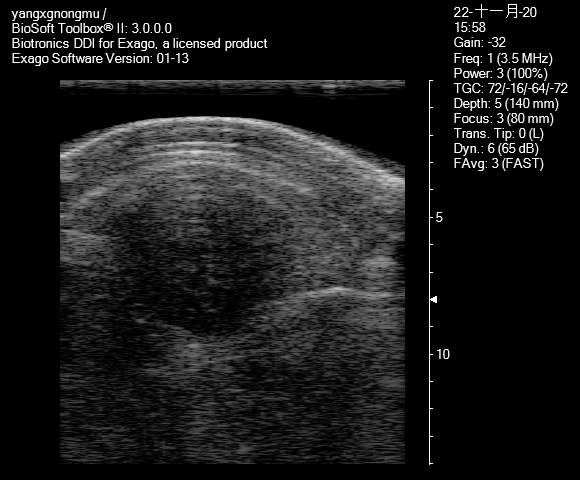 yangxgnongmu /
BioSoft Toolbox® II: 3.0.0.0
Biotronics DDI for Exago, a licensed product
Exago Software Version: 01-13
22-十一月-20
15:58
Gain: -32
Freq: 1 (3.5 MHz)
Power: 3 (100%)
TGC: 72/-16/-64/-72
Depth: 5 (140 mm)
Focus: 3 (80 mm)
Trans. Tip: 0 (L)
Dyn.: 6 (65 dB)
FAvg: 3 (FAST)
5
10